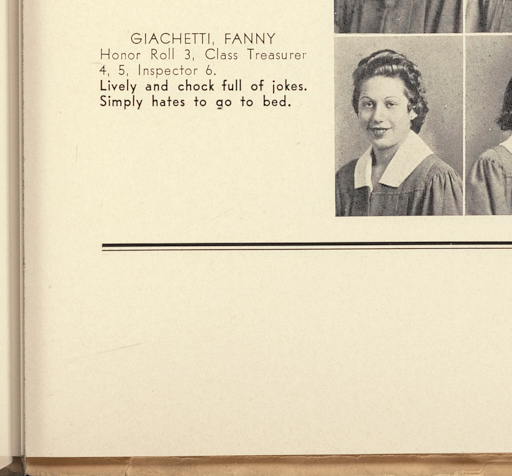 GIACHETTI, FANNY
Honor Roll 3, Class Treasurer
4, 5, Inspector 6.
Lively and chock full of jokes.
Simply hates to go to bed.